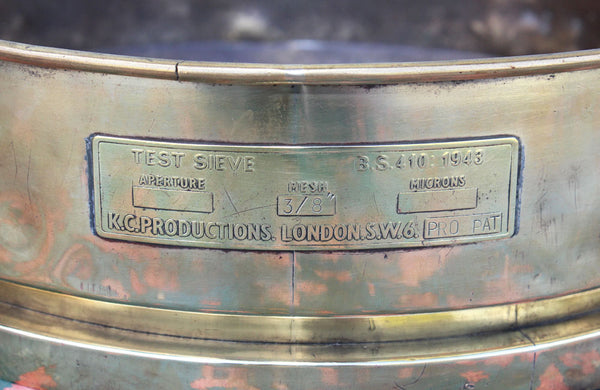 TEST SIEVE B.S. 410: 1943
APERTURE MESH MICRONS
3/8"
K.C. PRODUCTIONS. LONDON. S.W.6. PRO PAT